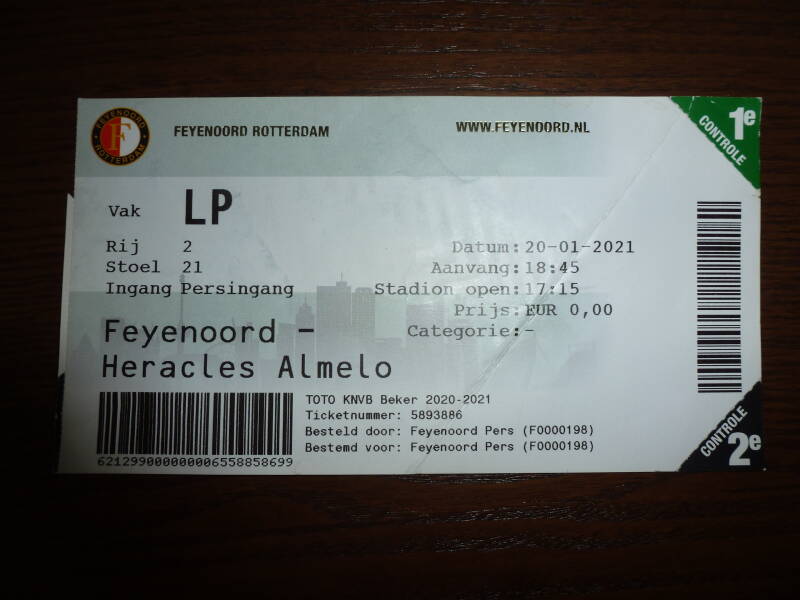 FEYENOORD ROTTERDAM
FEYENOORD ROTTERDAM
WWW.FEYENOORD.NL
1e CONTROLE
Vak LP
Rij 2
Stoel 21
Ingang Persingang
Datum: 20-01-2021
Aanvang: 18:45
Stadion open: 17:15
Prijs: EUR 0,00
Categorie: -
Feyenoord -
Heracles Almelo
TOTO KNVB Beker 2020-2021
Ticketnummer: 5893886
Besteld door: Feyenoord Pers (F0000198)
Bestemd voor: Feyenoord Pers (F0000198)
CONTROLE 2e